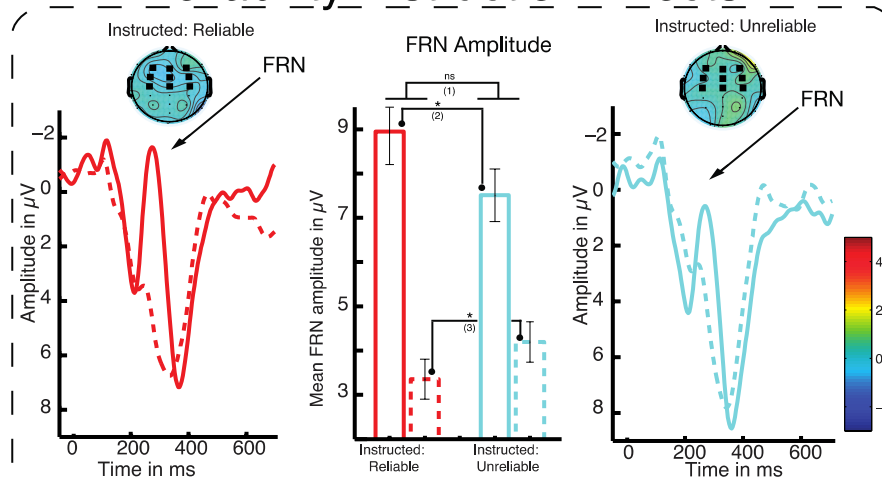 Instructed: Reliable
FRN
−2
0
2
4
6
8
Amplitude in µV
0 200 400 600
Time in ms
FRN Amplitude
ns
(1)
*
(2)
*
(3)
9
7
5
3
Mean FRN amplitude in µV
Instructed:
Reliable
Instructed:
Unreliable
Instructed: Unreliable
FRN
−2
0
2
4
6
8
Amplitude in µV
0 200 400 600
Time in ms
4
2
0